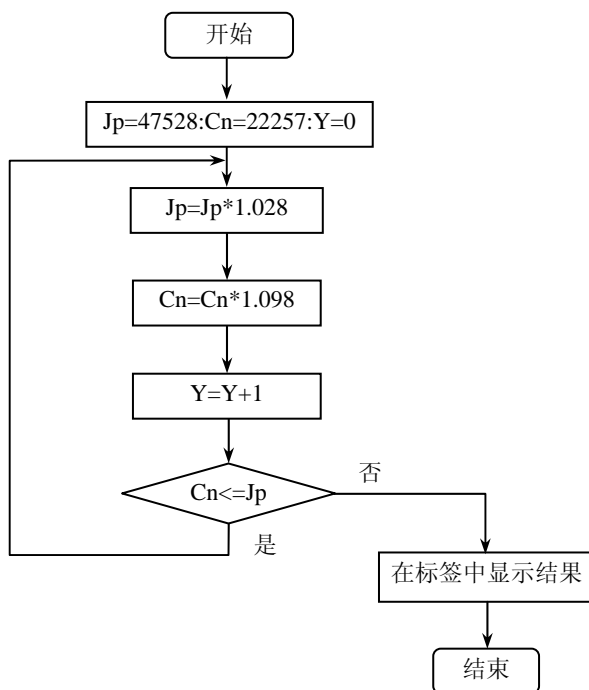 开始
Jp=47528:Cn=22257:Y=0
Jp=Jp*1.028
Cn=Cn*1.098
Y=Y+1
Cn<=Jp
否
是
在标签中显示结果
结束